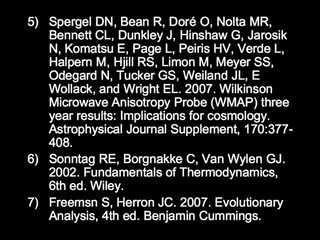 5) Spergel DN, Bean R, Doré O, Nolta MR,
Bennett CL, Dunkley J, Hinshaw G, Jarosik
N, Komatsu E, Page L, Peiris HV, Verde L,
Halpern M, Hjill RS, Limon M, Meyer SS,
Odegard N, Tucker GS, Weiland JL, E
Wollack, and Wright EL. 2007. Wilkinson
Microwave Anisotropy Probe (WMAP) three
year results: Implications for cosmology.
Astrophysical Journal Supplement, 170:377-
408.
6) Sonntag RE, Borgnakke C, Van Wylen GJ.
2002. Fundamentals of Thermodynamics,
6th ed. Wiley.
7) Freemsn S, Herron JC. 2007. Evolutionary
Analysis, 4th ed. Benjamin Cummings.